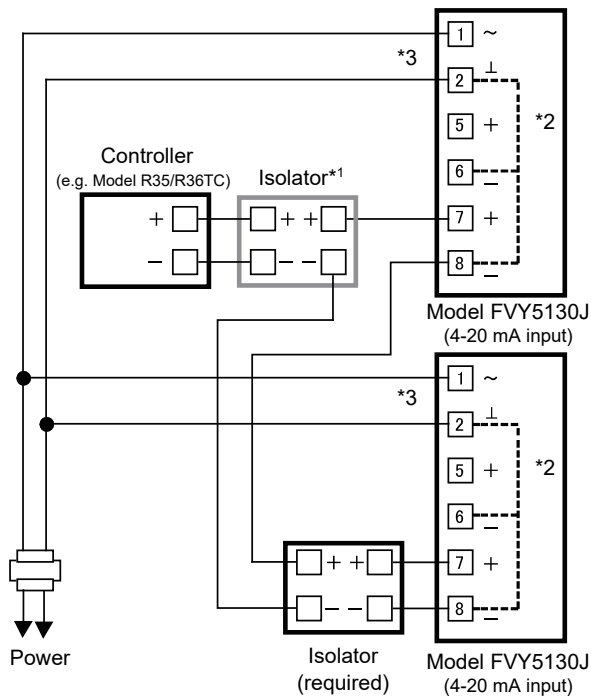 1 ~
*3
2 ⊥
5 + *2
Controller
(e.g. Model R35/R36TC)
Isolator*1
6 −
+ + + 7 +
− − − 8 −
Model FVY5130J
(4-20 mA input)
1 ~
*3
2 ⊥
5 + *2
6 −
+ + 7 +
− − 8 −
Power
Isolator
(required)
Model FVY5130J
(4-20 mA input)